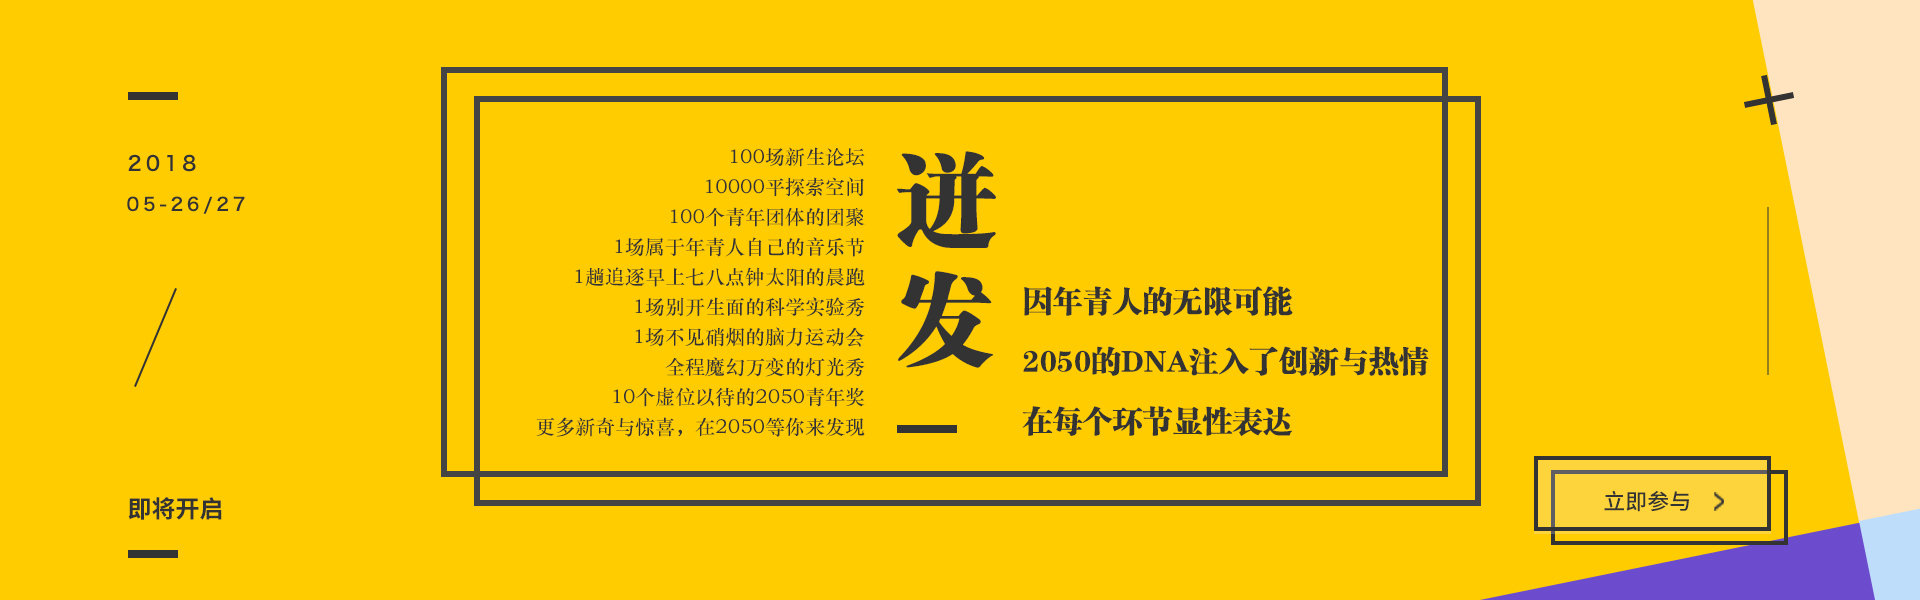 2018
05-26/27
即将开启
100场新生论坛
10000平探索空间
100个青年团体的团聚
1场属于年青人自己的音乐节
1趟追逐早上七八点钟太阳的晨跑
1场别开生面的科学实验秀
1场不见硝烟的脑力运动会
全程魔幻万变的灯光秀
10个虚位以待的2050青年奖
更多新奇与惊喜，在2050等你来发现
迸
发
因年青人的无限可能
2050的DNA注入了创新与热情
在每个环节显性表达
立即参与 >